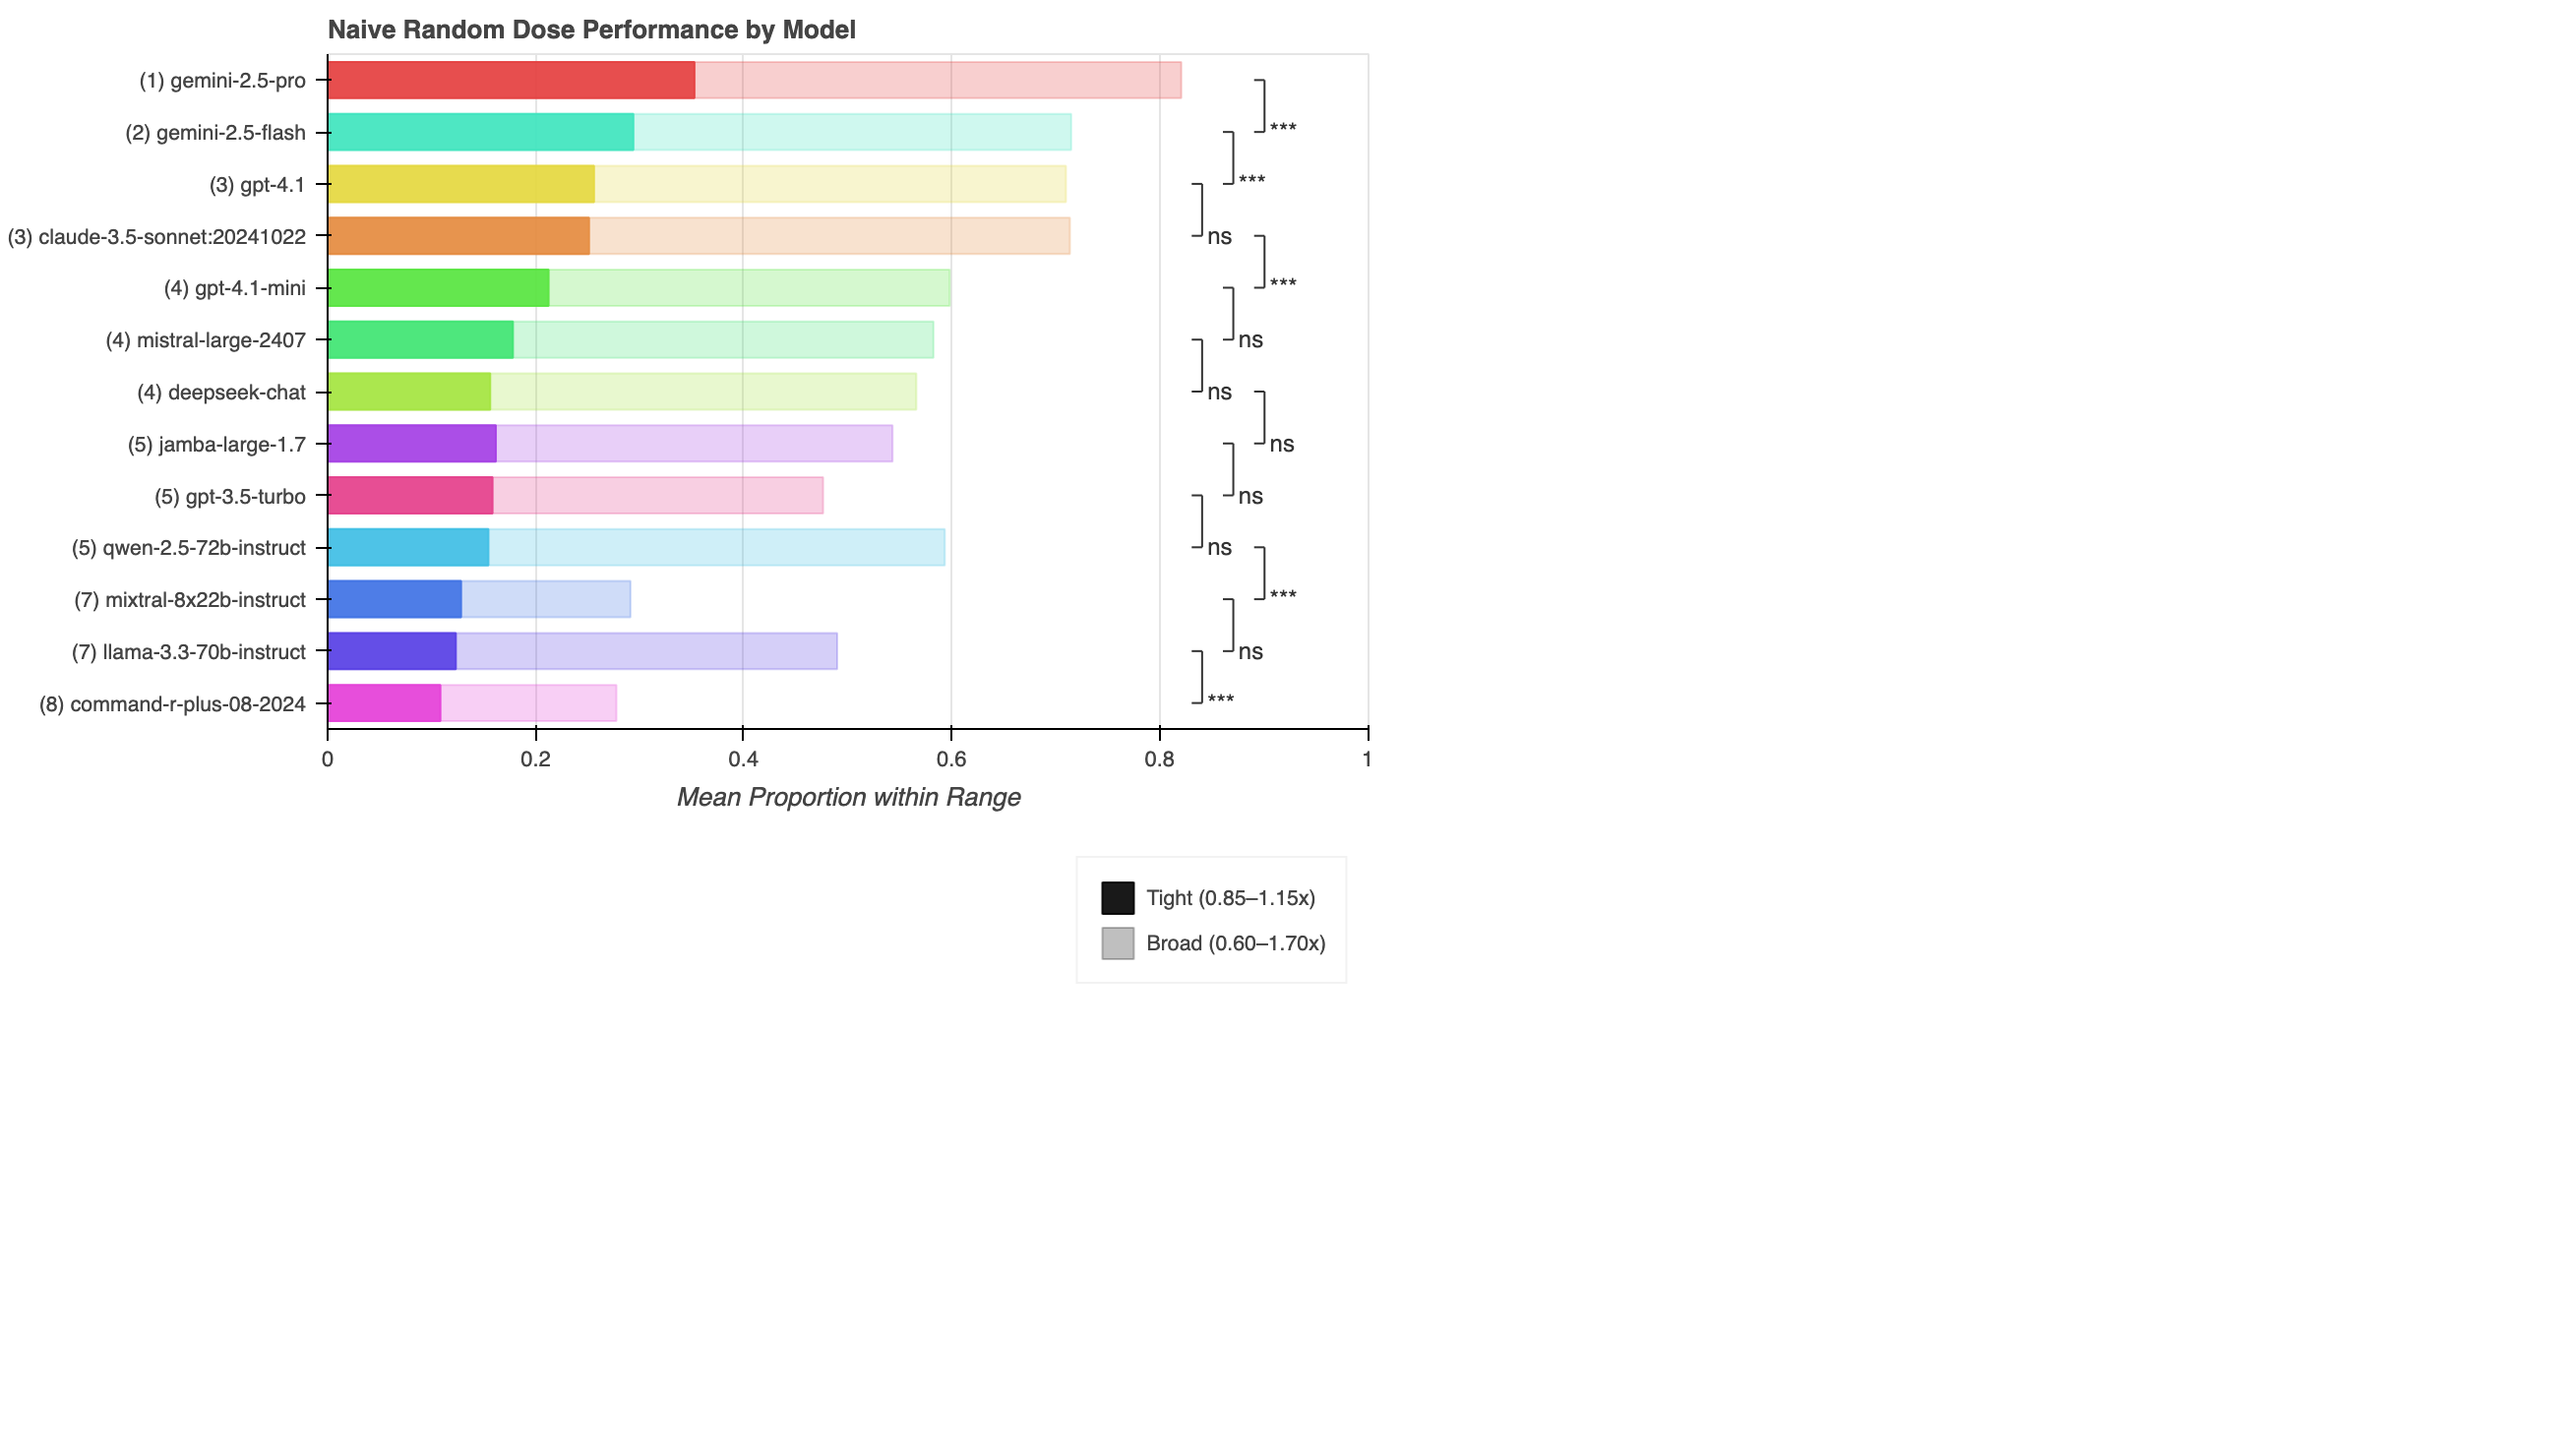 Naive Random Dose Performance by Model
(1) gemini-2.5-pro
***
(2) gemini-2.5-flash
***
(3) gpt-4.1
ns
(3) claude-3.5-sonnet:20241022
***
(4) gpt-4.1-mini
ns
(4) mistral-large-2407
ns
(4) deepseek-chat
ns
(5) jamba-large-1.7
ns
(5) gpt-3.5-turbo
ns
(5) qwen-2.5-72b-instruct
***
(7) mixtral-8x22b-instruct
ns
(7) llama-3.3-70b-instruct
***
(8) command-r-plus-08-2024
0 0.2 0.4 0.6 0.8 1
Mean Proportion within Range
Tight (0.85–1.15x)
Broad (0.60–1.70x)